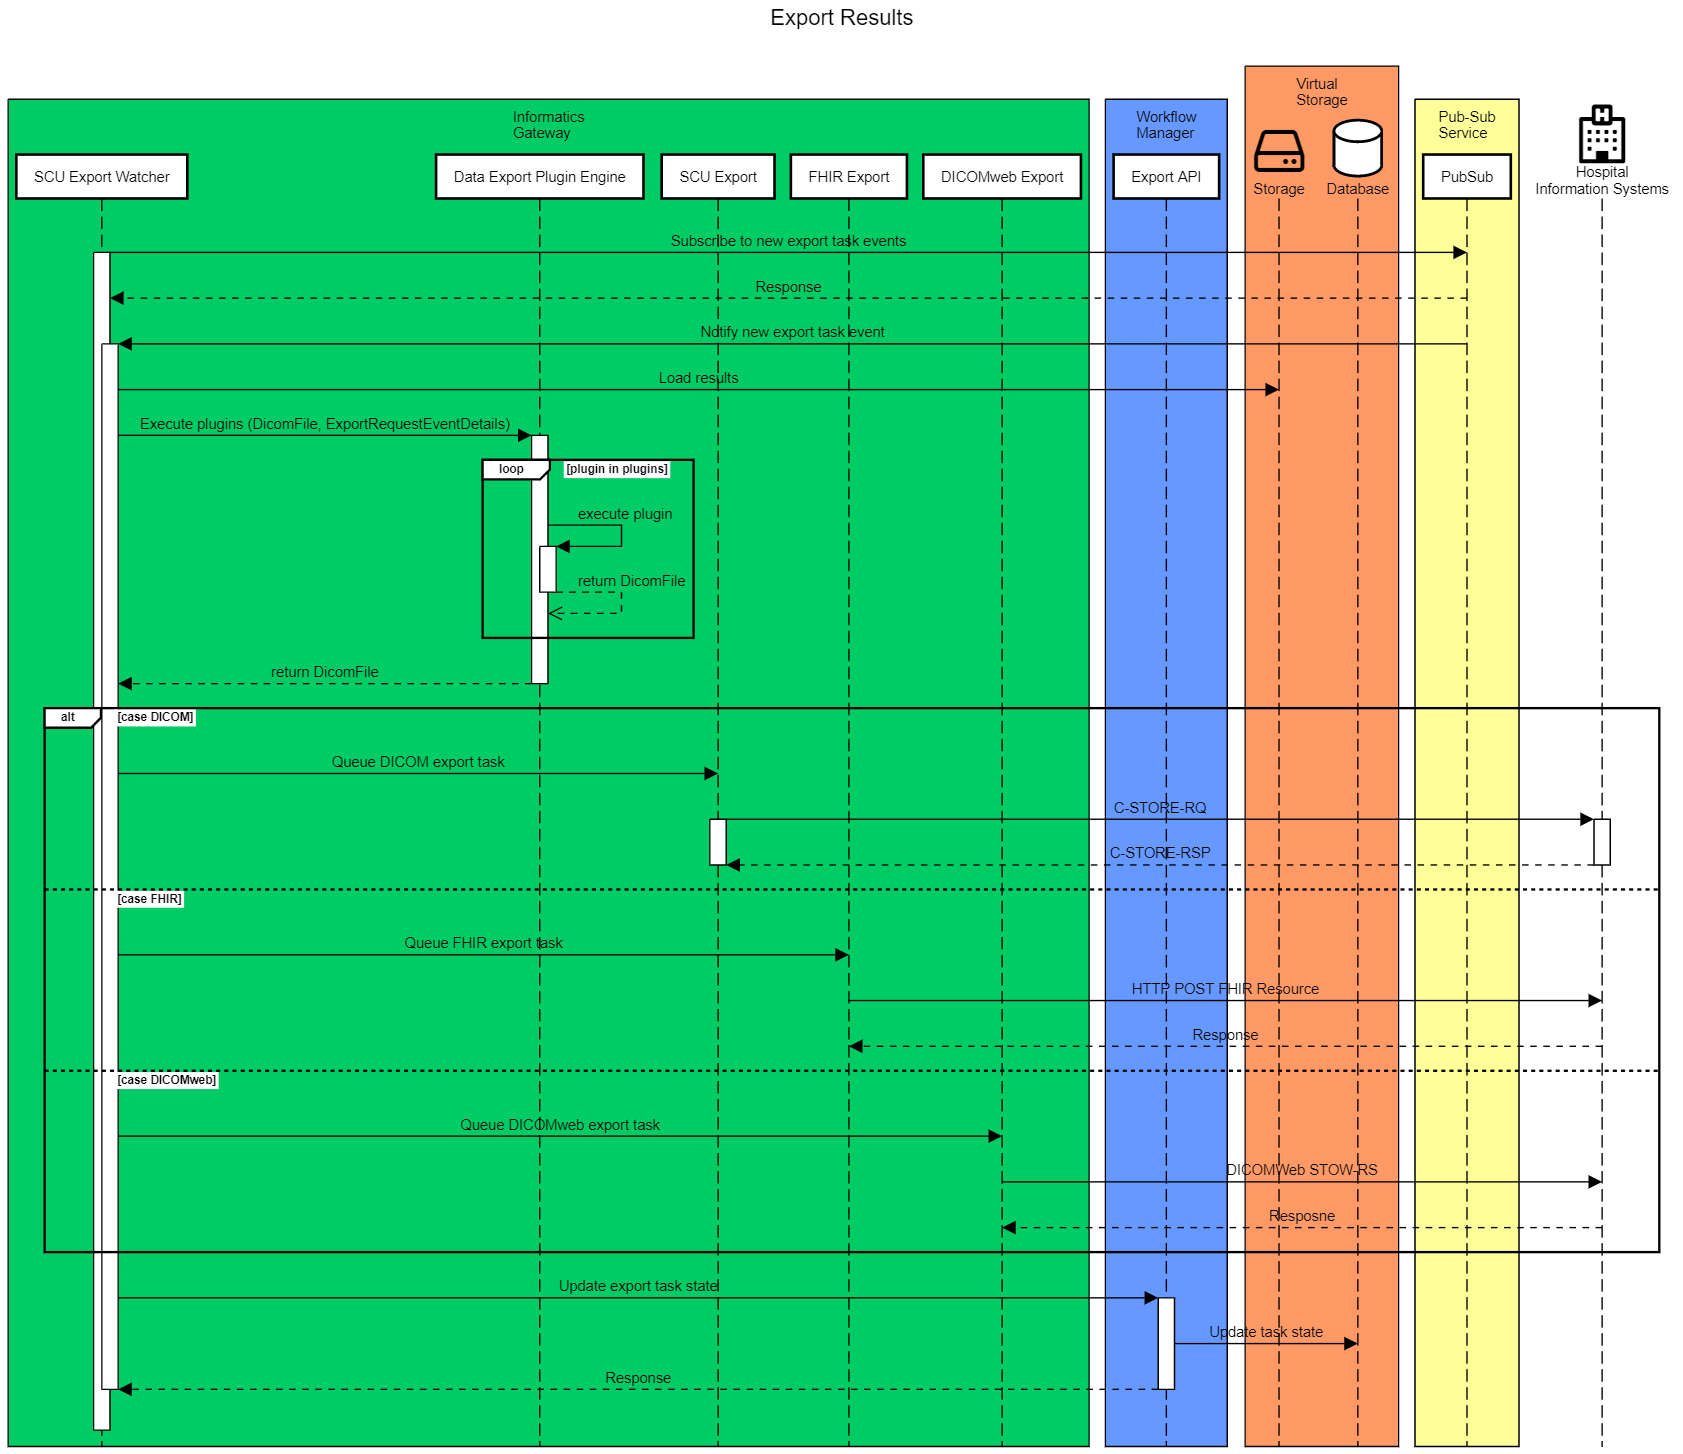 Export Results
Informatics
Gateway
Workflow
Manager
Virtual
Storage
Pub-Sub
Service
SCU Export Watcher
Data Export Plugin Engine
SCU Export
FHIR Export
DICOMweb Export
Export API
Storage
Database
PubSub
Hospital
Information Systems
Subscribe to new export task events
Response
Notify new export task event
Load results
Execute plugins (DicomFile, ExportRequestEventDetails)
loop
[plugin in plugins]
execute plugin
return DicomFile
return DicomFile
alt
[case DICOM]
Queue DICOM export task
C-STORE-RQ
C-STORE-RSP
[case FHIR]
Queue FHIR export task
HTTP POST FHIR Resource
Response
[case DICOMweb]
Queue DICOMweb export task
DICOMWeb STOW-RS
Resposne
Update export task state
Update task state
Response